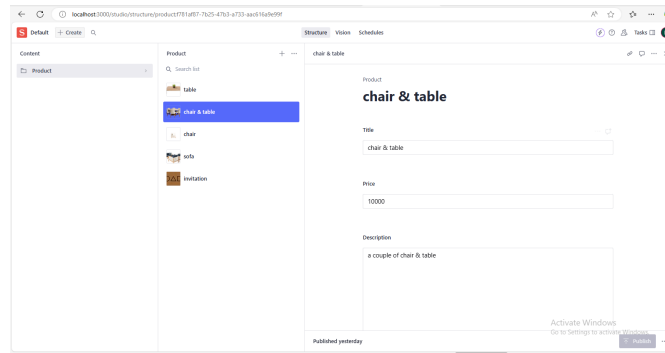 localhost:3000/studio/structure/product;f781af87-7b25-47b3-a733-aac616a9e99f
S Default + Create Structure Vision Schedules Tasks
Content
Product
Product
Search list
table
chair & table
chair
sofa
invitation
chair & table
Product
chair & table
Title
chair & table
Price
10000
Description
a couple of chair & table
Activate Windows
Go to Settings to activate Windows.
Published yesterday
Publish